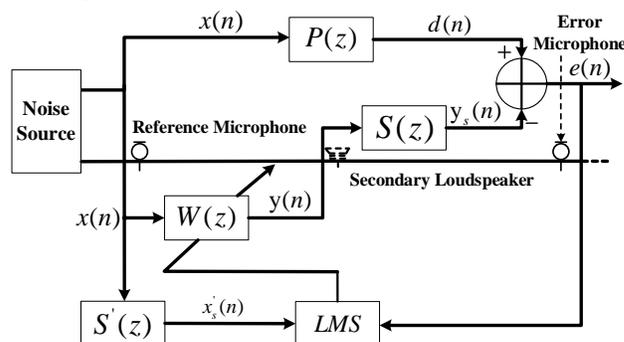 x(n)
P(z)
d(n)
Error
Microphone
+
e(n)
Noise
Source
Reference Microphone
S(z)
y_s(n)
−
Secondary Loudspeaker
x(n)
W(z)
y(n)
S'(z)
x'_s(n)
LMS